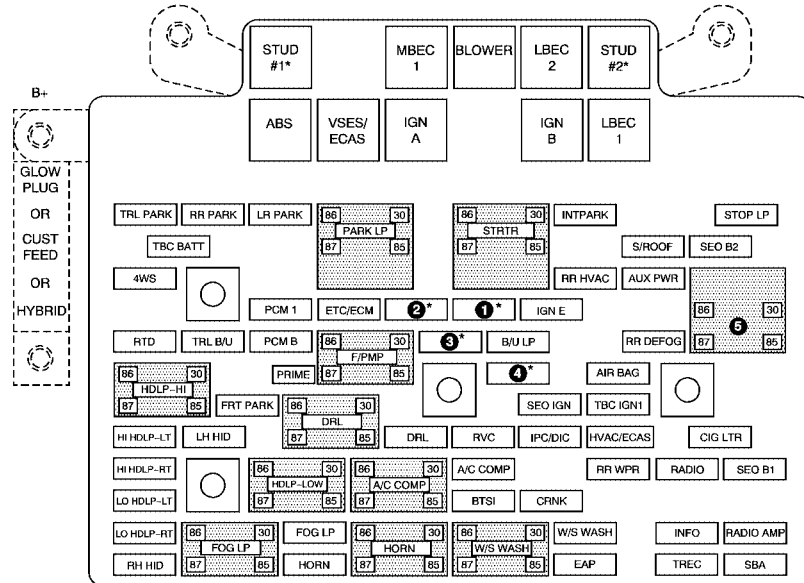 STUD #1*
MBEC 1
BLOWER
LBEC 2
STUD #2*
B+
ABS
VSES/ ECAS
IGN A
IGN B
LBEC 1
GLOW PLUG
OR
CUST FEED
OR
HYBRID
TRL PARK
RR PARK
LR PARK
86 30
PARK LP
87 85
86 30
STRTR
87 85
INTPARK
STOP LP
TBC BATT
S/ROOF
SEO B2
4WS
RR HVAC
AUX PWR
PCM 1
ETC/ECM
2*
1*
IGN E
86 30
5
87 85
RTD
TRL B/U
PCM B
86 30
F/PMP
87 85
3*
B/U LP
RR DEFOG
PRIME
4*
AIR BAG
86 30
HDLP-HI
87 85
FRT PARK
86 30
DRL
87 85
SEO IGN
TBC IGN1
HI HDLP-LT
LH HID
DRL
RVC
IPC/DIC
HVAC/ECAS
CIG LTR
HI HDLP-RT
86 30
HDLP-LOW
87 85
86 30
A/C COMP
87 85
A/C COMP
RR WPR
RADIO
SEO B1
LO HDLP-LT
BTSI
CRNK
LO HDLP-RT
86 30
FOG LP
87 85
FOG LP
86 30
HORN
87 85
86 30
W/S WASH
87 85
W/S WASH
INFO
RADIO AMP
RH HID
HORN
EAP
TREC
SBA